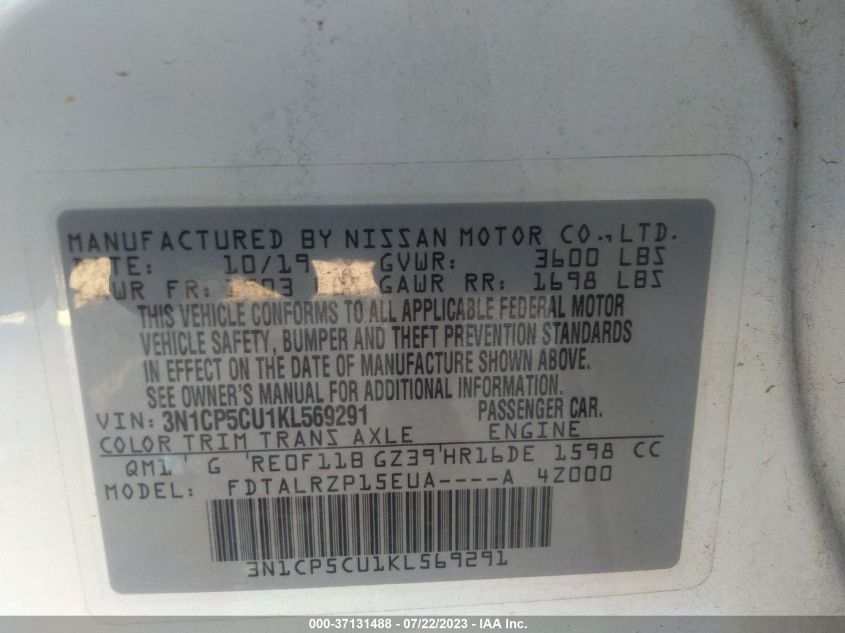 MANUFACTURED BY NISSAN MOTOR CO., LTD.
10/19 GVWR: 3600 LBS
FR: GAWR RR: 1698 LBS
THIS VEHICLE CONFORMS TO ALL APPLICABLE FEDERAL MOTOR
VEHICLE SAFETY, BUMPER AND THEFT PREVENTION STANDARDS
IN EFFECT ON THE DATE OF MANUFACTURE SHOWN ABOVE.
SEE OWNER'S MANUAL FOR ADDITIONAL INFORMATION.
VIN: 3N1CP5CU1KL569291 PASSENGER CAR.
COLOR TRIM TRANS AXLE ENGINE
QM1 G RE0F11B GZ39 HR16DE 1598 CC
MODEL: FDTALRZP15EUA----A 4Z000
3N1CP5CU1KL569291
000-37131488 - 07/22/2023 - IAA Inc.